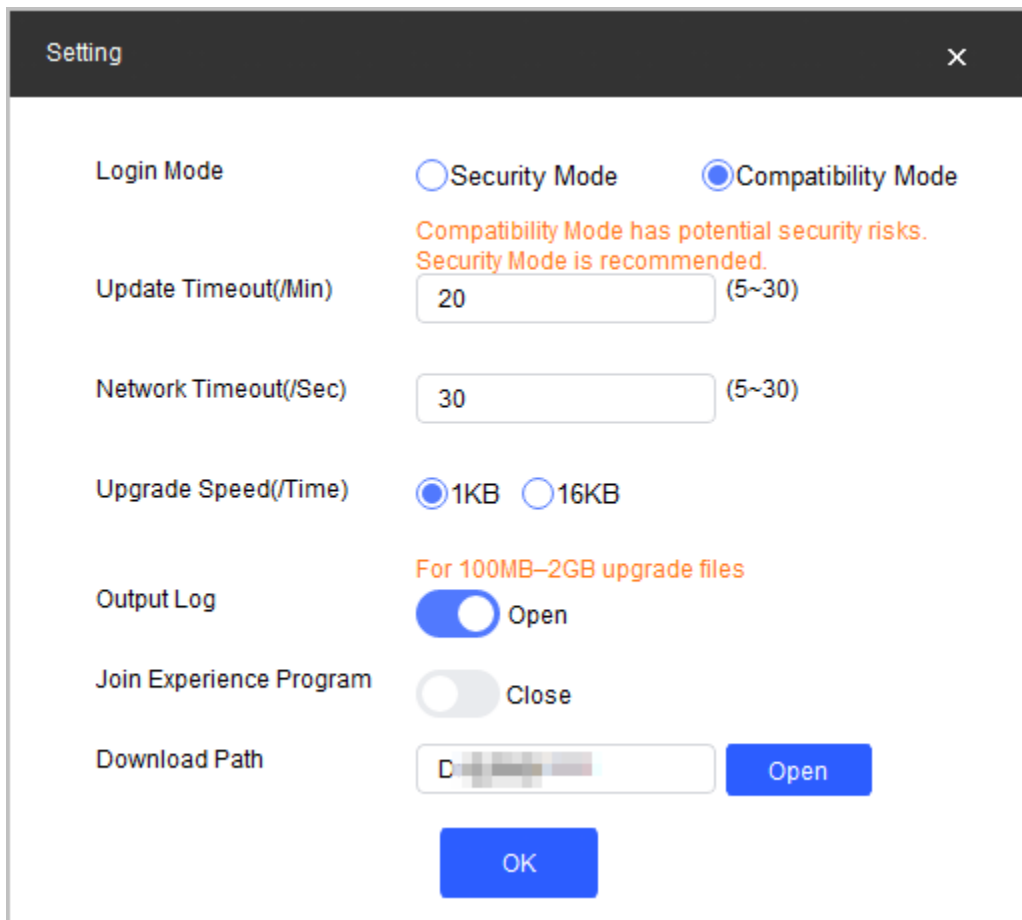 Setting
Login Mode
Security Mode
Compatibility Mode
Compatibility Mode has potential security risks.
Security Mode is recommended.
Update Timeout(/Min)
20
(5~30)
Network Timeout(/Sec)
30
(5~30)
Upgrade Speed(/Time)
1KB
16KB
For 100MB–2GB upgrade files
Output Log
Open
Join Experience Program
Close
Download Path
Open
OK